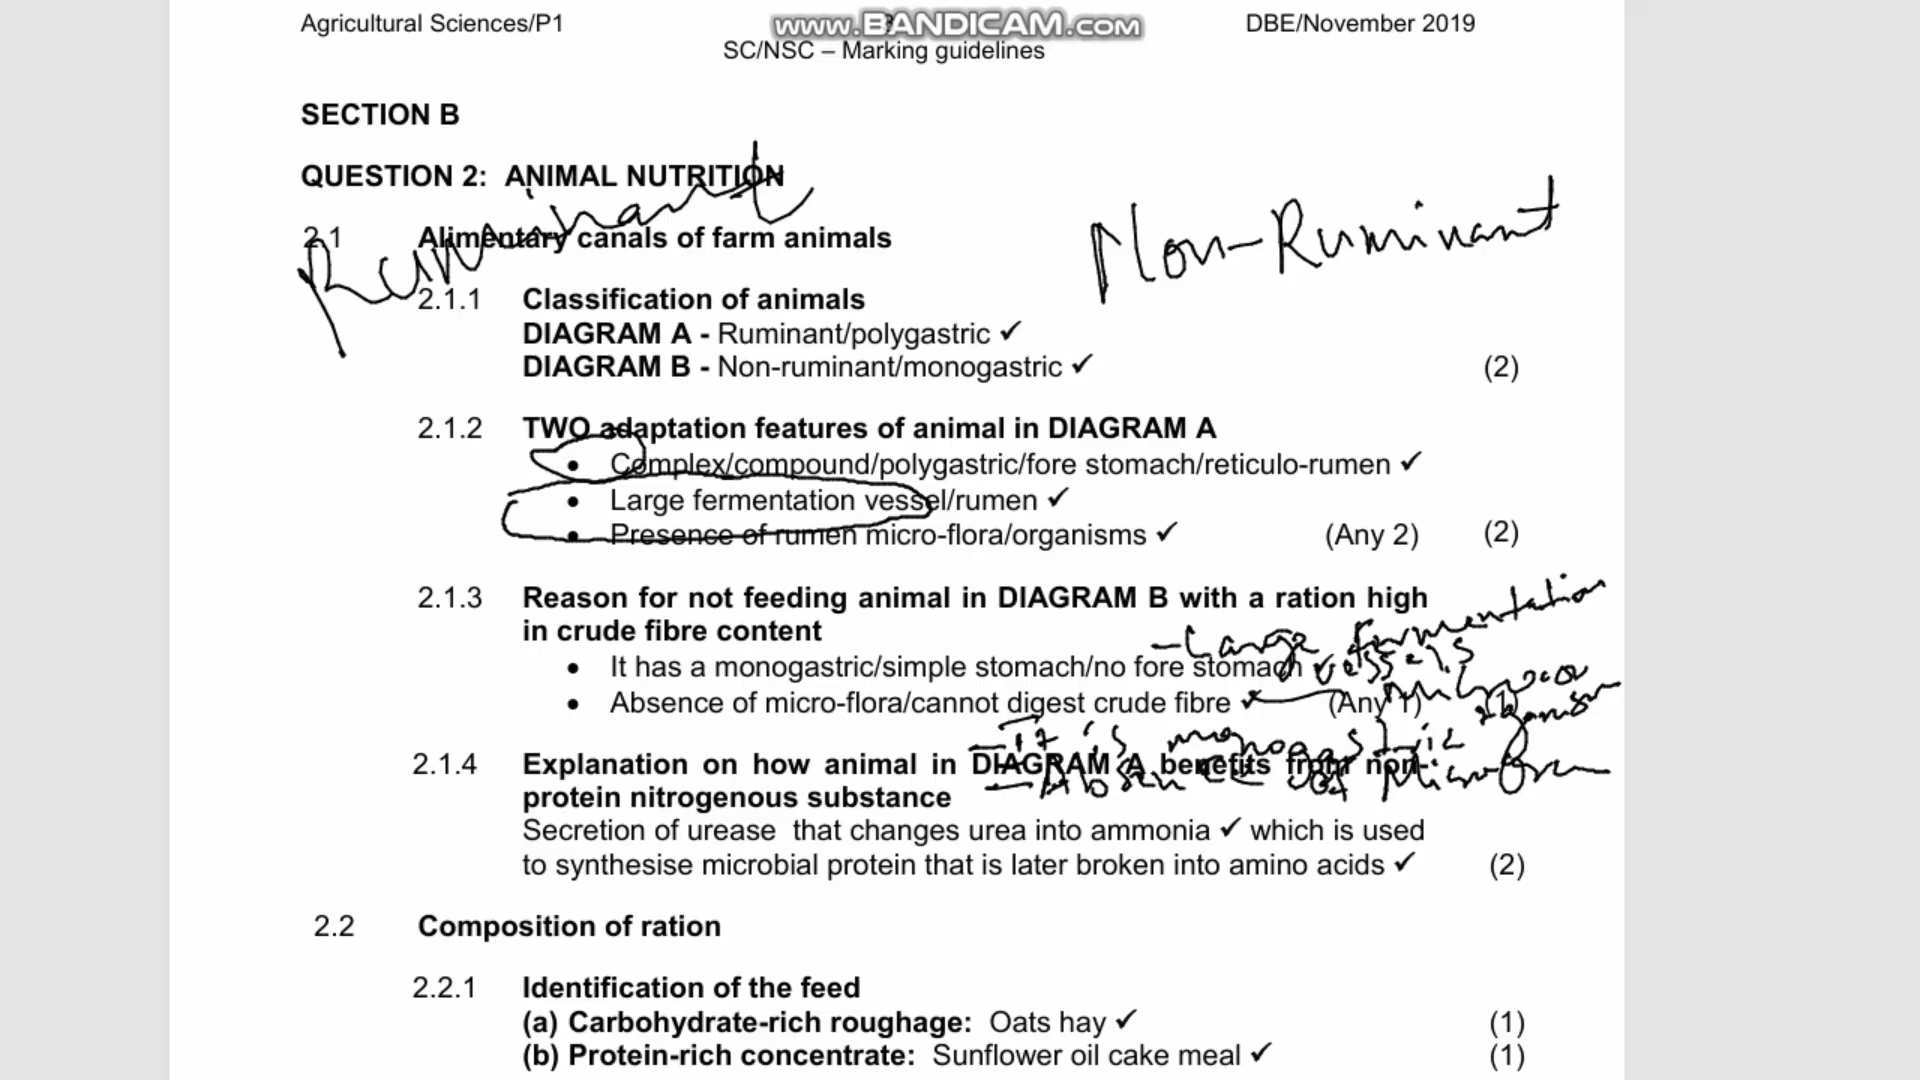 Agricultural Sciences/P1 www.BANDICAM.com DBE/November 2019
SC/NSC – Marking guidelines
SECTION B
QUESTION 2: ANIMAL NUTRITION
Ruminant
Non-Ruminant
2.1 Alimentary canals of farm animals
2.1.1 Classification of animals
DIAGRAM A - Ruminant/polygastric ✓
DIAGRAM B - Non-ruminant/monogastric ✓ (2)
2.1.2 TWO adaptation features of animal in DIAGRAM A
• Complex/compound/polygastric/fore stomach/reticulo-rumen ✓
• Large fermentation vessel/rumen ✓
• Presence of rumen micro-flora/organisms ✓ (Any 2) (2)
2.1.3 Reason for not feeding animal in DIAGRAM B with a ration high
in crude fibre content
- Large fermentation
vessels
• It has a monogastric/simple stomach/no fore stomach
• Absence of micro-flora/cannot digest crude fibre ✓ (Any 1) (1)
- it is monogastric
- Absence of
2.1.4 Explanation on how animal in DIAGRAM A benefits from non-
protein nitrogenous substance
Secretion of urease that changes urea into ammonia ✓ which is used
to synthesise microbial protein that is later broken into amino acids ✓ (2)
2.2 Composition of ration
2.2.1 Identification of the feed
(a) Carbohydrate-rich roughage: Oats hay ✓ (1)
(b) Protein-rich concentrate: Sunflower oil cake meal ✓ (1)